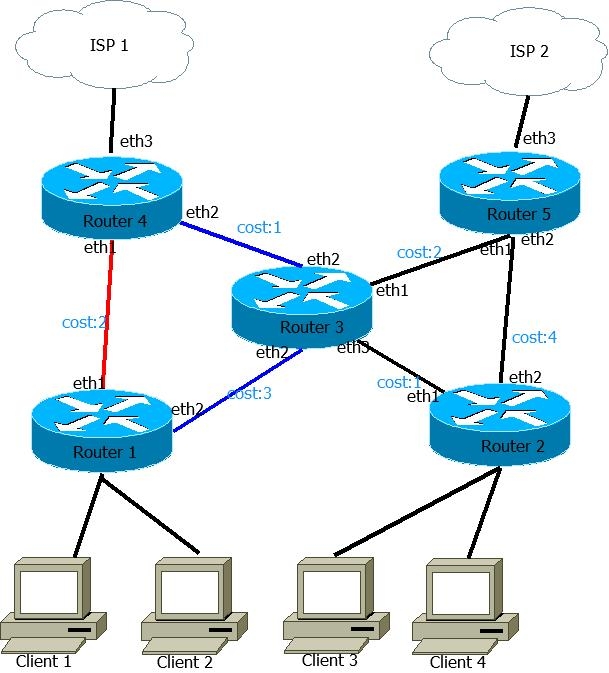 ISP 1
ISP 2
eth3
eth3
Router 4
eth2
cost:1
Router 5
eth1
eth2
cost:2
eth1
eth2
eth1
cost:2
Router 3
eth2
eth3
cost:4
eth1
eth2
cost:3
cost:1
eth1
eth2
Router 1
Router 2
Client 1
Client 2
Client 3
Client 4